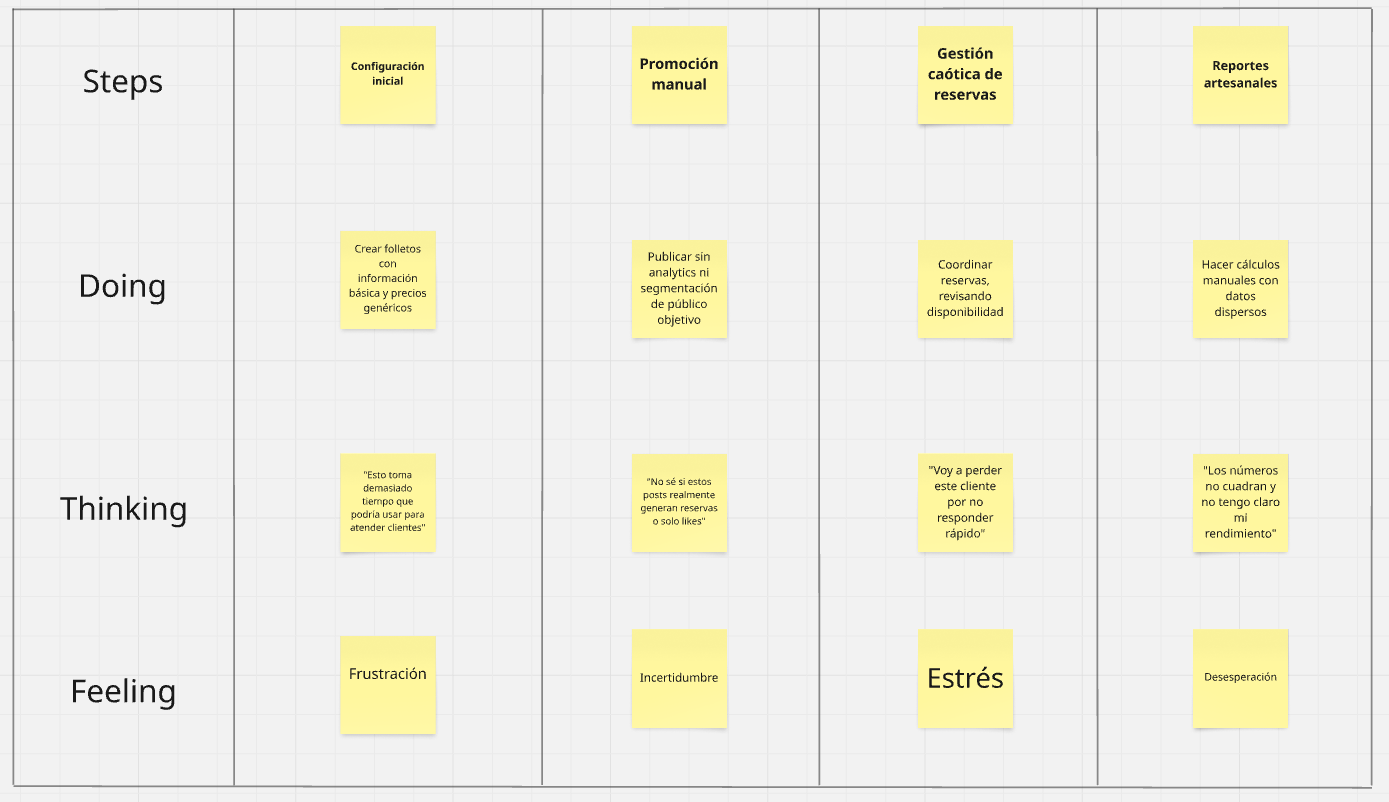 Steps
Configuración
inicial
Promoción
manual
Gestión
caótica de
reservas
Reportes
artesanales
Doing
Crear folletos
con
información
básica y precios
genéricos
Publicar sin
analytics ni
segmentación
de público
objetivo
Coordinar
reservas,
revisando
disponibilidad
Hacer cálculos
manuales con
datos
dispersos
Thinking
"Esto toma
demasiado
tiempo que
podría usar para
atender clientes"
"No sé si estos
posts realmente
generan reservas
o solo likes"
"Voy a perder
este cliente
por no
responder
rápido"
"Los números
no cuadran y
no tengo claro
mi
rendimiento"
Feeling
Frustración
Incertidumbre
Estrés
Desesperación